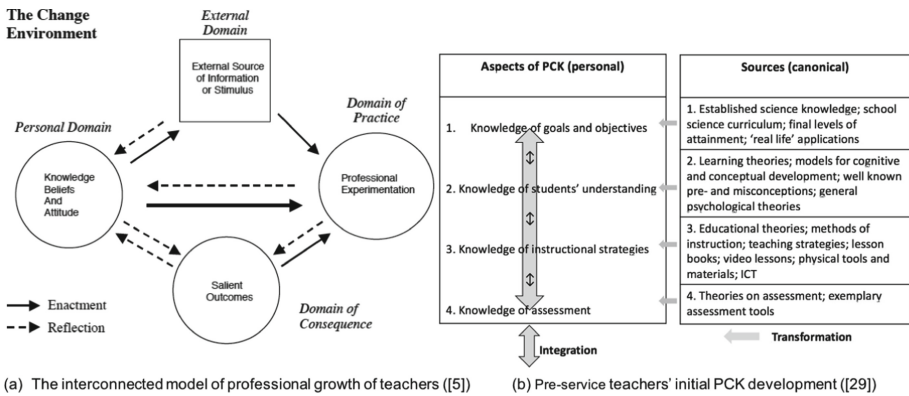 The Change
Environment
External
Domain
External Source
of Information
or Stimulus
Domain of
Practice
Personal Domain
Knowledge
Beliefs
And
Attitude
Professional
Experimentation
Salient
Outcomes
Domain of
Consequence
Enactment
Reflection
(a) The interconnected model of professional growth of teachers ([5])
Aspects of PCK (personal)
1. Knowledge of goals and objectives
2. Knowledge of students' understanding
3. Knowledge of instructional strategies
4. Knowledge of assessment
Integration
Sources (canonical)
1. Established science knowledge; school
science curriculum; final levels of
attainment; 'real life' applications
2. Learning theories; models for cognitive
and conceptual development; well known
pre- and misconceptions; general
psychological theories
3. Educational theories; methods of
instruction; teaching strategies; lesson
books; video lessons; physical tools and
materials; ICT
4. Theories on assessment; exemplary
assessment tools
Transformation
(b) Pre-service teachers' initial PCK development ([29])